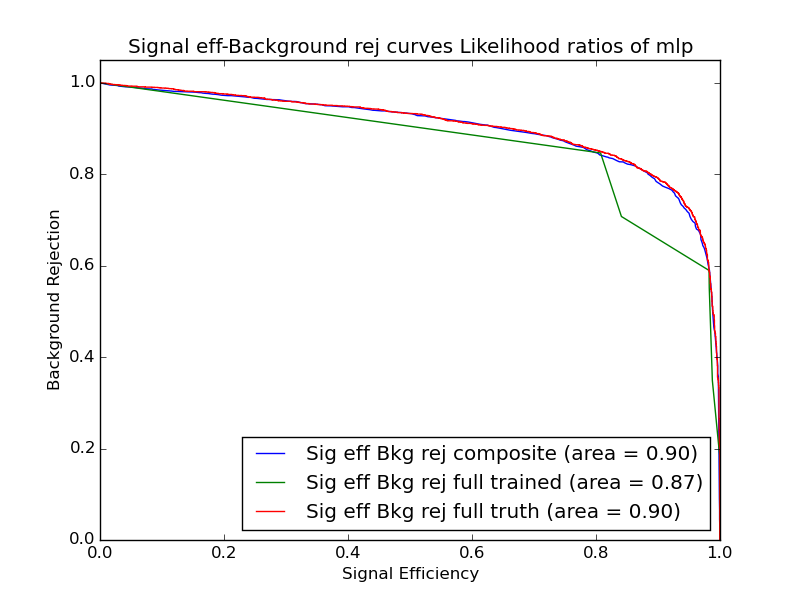 Signal eff-Background rej curves Likelihood ratios of mlp
1.0
0.8
0.6
0.4
0.2
0.0
Background Rejection
Sig eff Bkg rej composite (area = 0.90)
Sig eff Bkg rej full trained (area = 0.87)
Sig eff Bkg rej full truth (area = 0.90)
0.0 0.2 0.4 0.6 0.8 1.0
Signal Efficiency